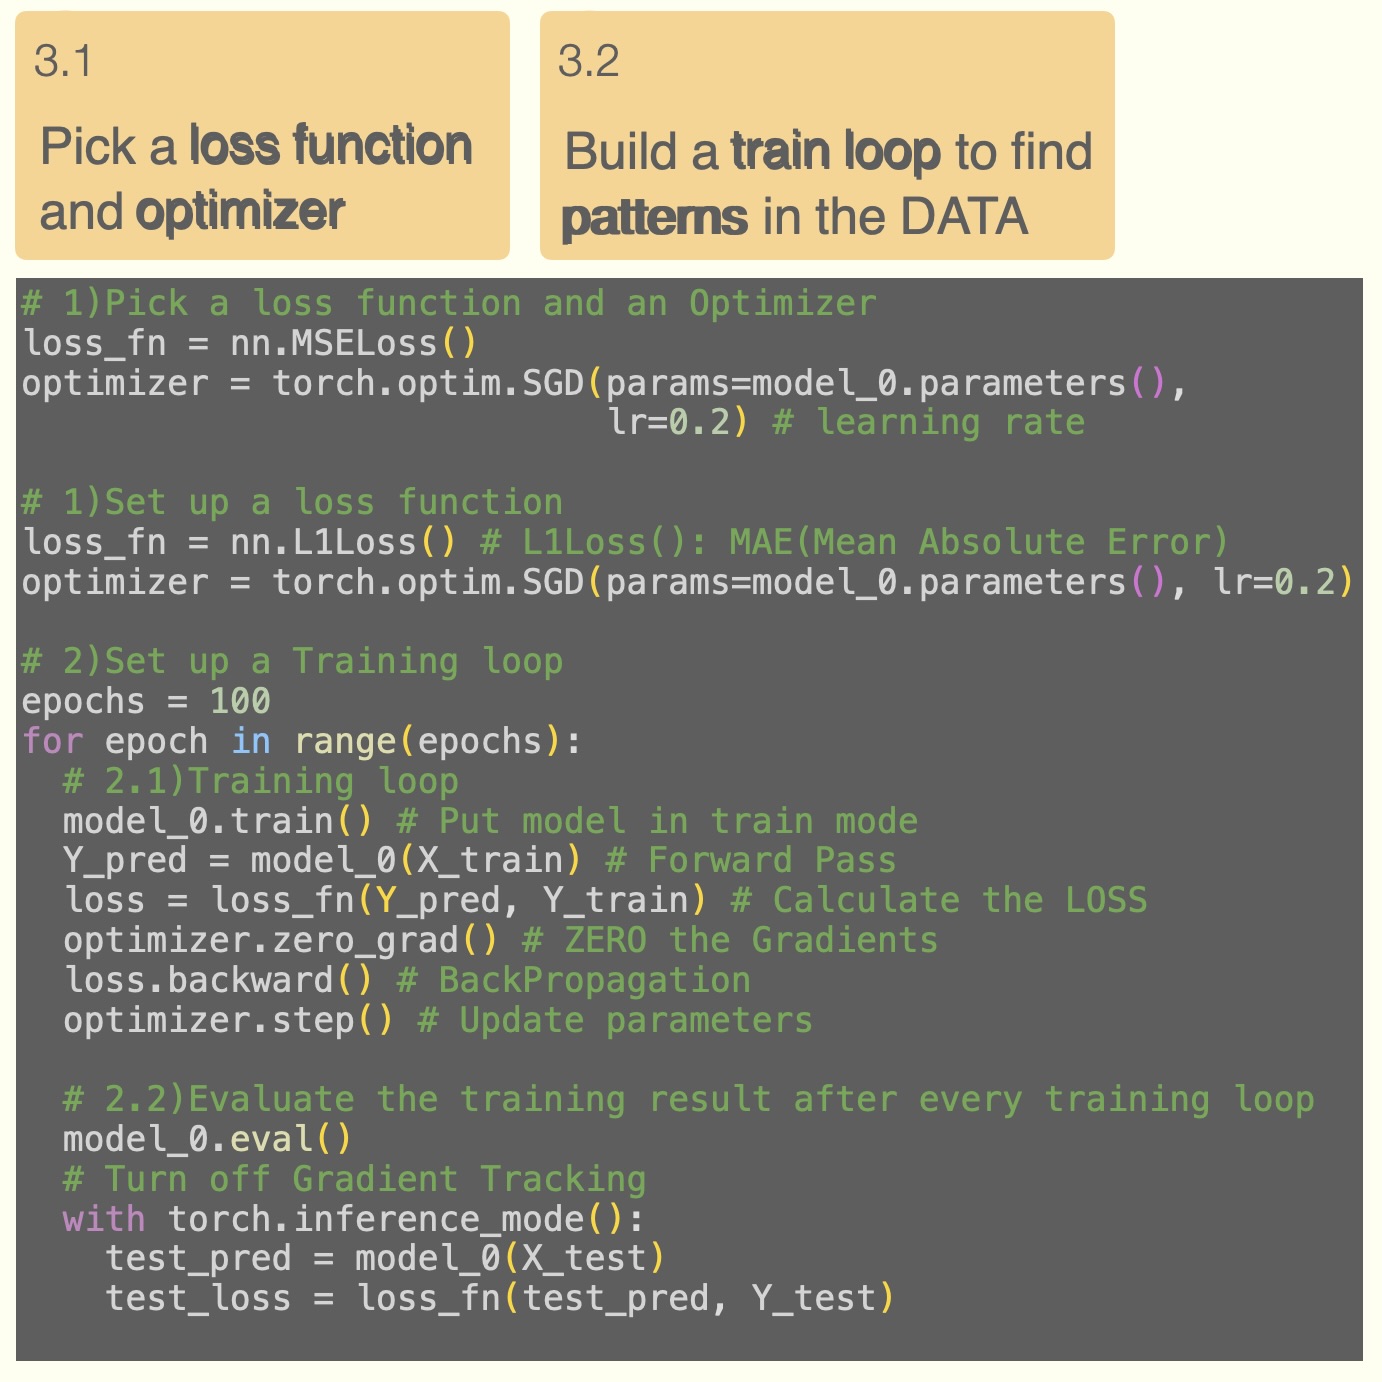 3.1
Pick a loss function
and optimizer
3.2
Build a train loop to find
patterns in the DATA
# 1)Pick a loss function and an Optimizer
loss_fn = nn.MSELoss()
optimizer = torch.optim.SGD(params=model_0.parameters(),
                            lr=0.2) # learning rate
# 1)Set up a loss function
loss_fn = nn.L1Loss() # L1Loss(): MAE(Mean Absolute Error)
optimizer = torch.optim.SGD(params=model_0.parameters(), lr=0.2)
# 2)Set up a Training loop
epochs = 100
for epoch in range(epochs):
  # 2.1)Training loop
  model_0.train() # Put model in train mode
  Y_pred = model_0(X_train) # Forward Pass
  loss = loss_fn(Y_pred, Y_train) # Calculate the LOSS
  optimizer.zero_grad() # ZERO the Gradients
  loss.backward() # BackPropagation
  optimizer.step() # Update parameters
  # 2.2)Evaluate the training result after every training loop
  model_0.eval()
  # Turn off Gradient Tracking
  with torch.inference_mode():
    test_pred = model_0(X_test)
    test_loss = loss_fn(test_pred, Y_test)